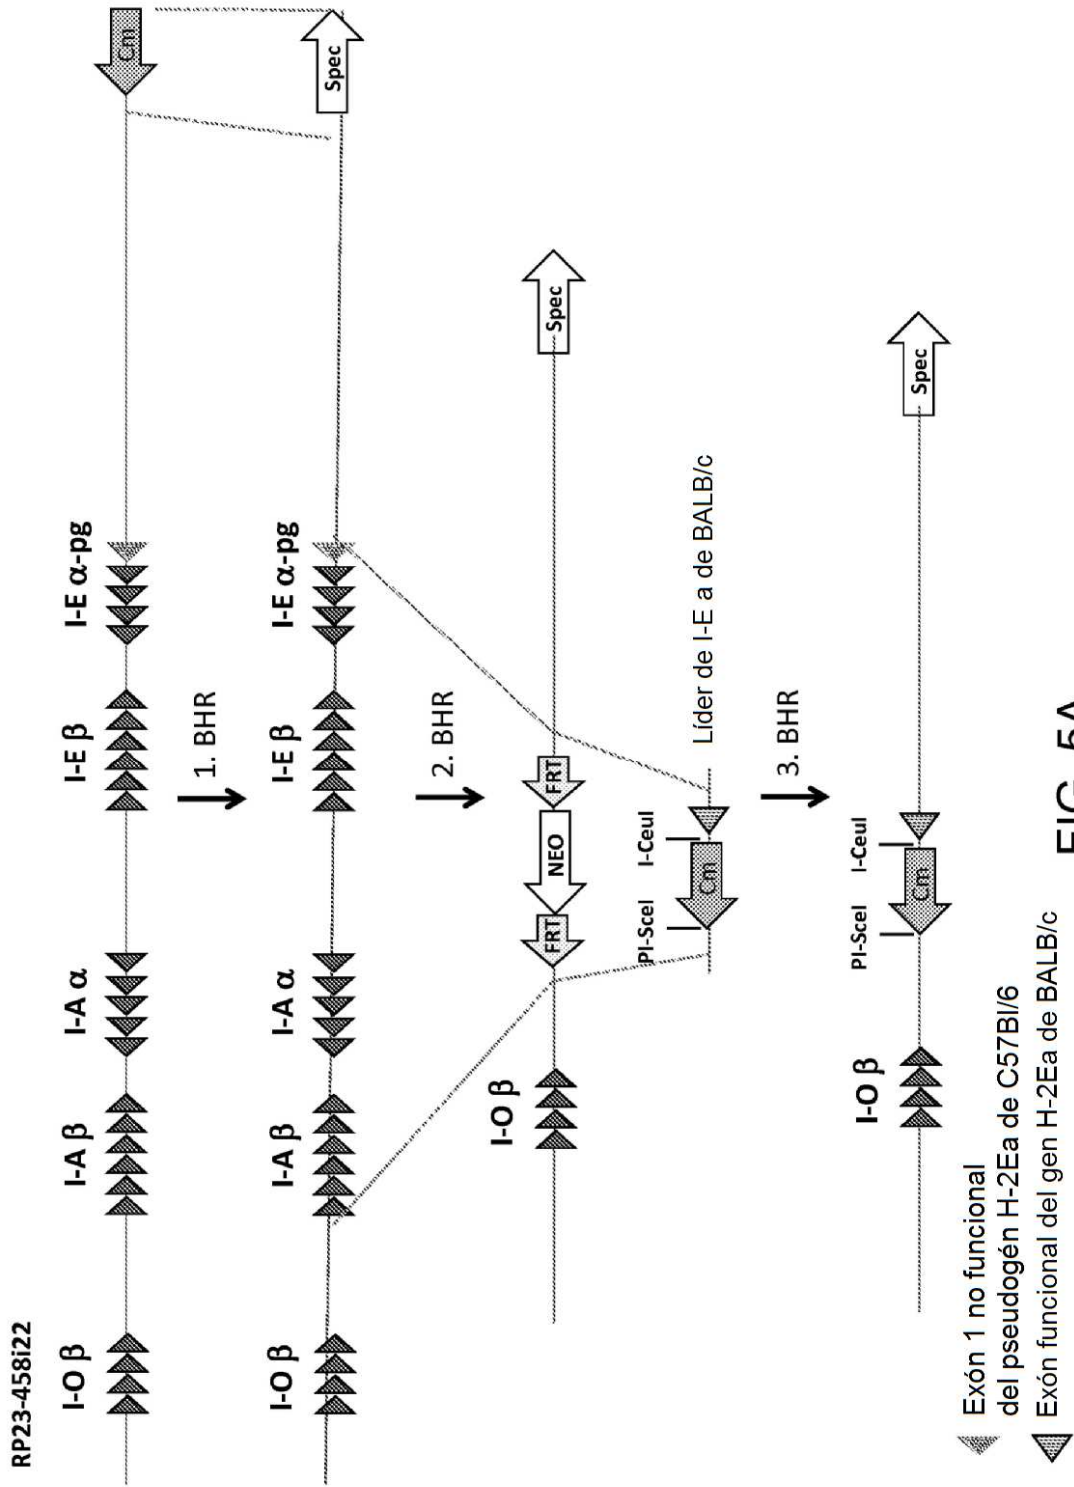 RP23-458i22
I-O β
I-A β
I-A α
I-E β
I-E α-pg
Cm
1. BHR
I-O β
I-A β
I-A α
I-E β
I-E α-pg
Spec
2. BHR
I-O β
FRT
NEO
FRT
Spec
PI-SceI
I-CeuI
Cm
Líder de I-E a de BALB/c
3. BHR
I-O β
PI-SceI
I-CeuI
Cm
Spec
Exón 1 no funcional
del pseudogén H-2Ea de C57Bl/6
Exón funcional del gen H-2Ea de BALB/c
FIG. 5A